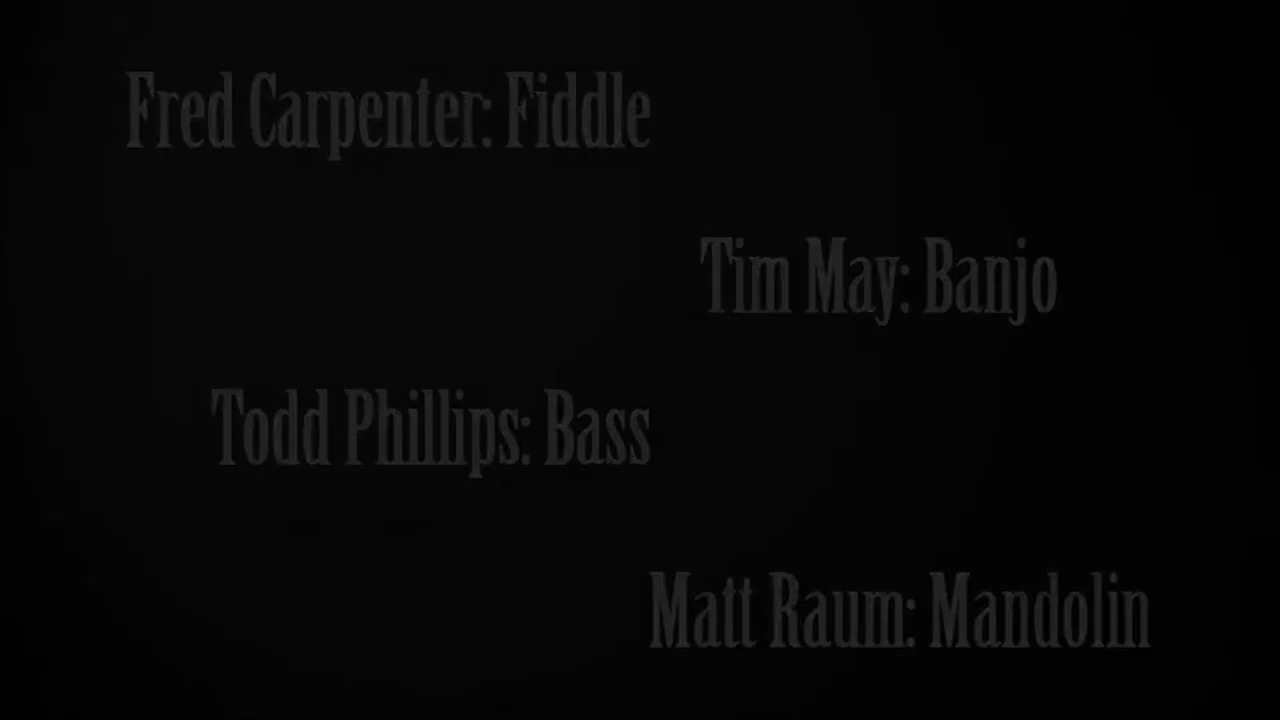 Fred Carpenter: Fiddle
Tim May: Banjo
Todd Phillips: Bass
Matt Raum: Mandolin